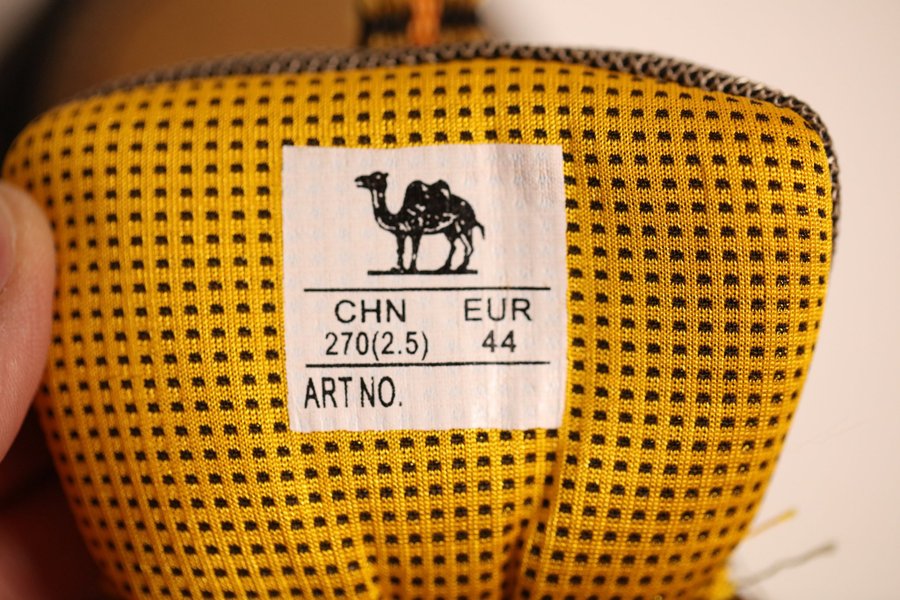 CHN EUR
270(2.5) 44
ART NO.